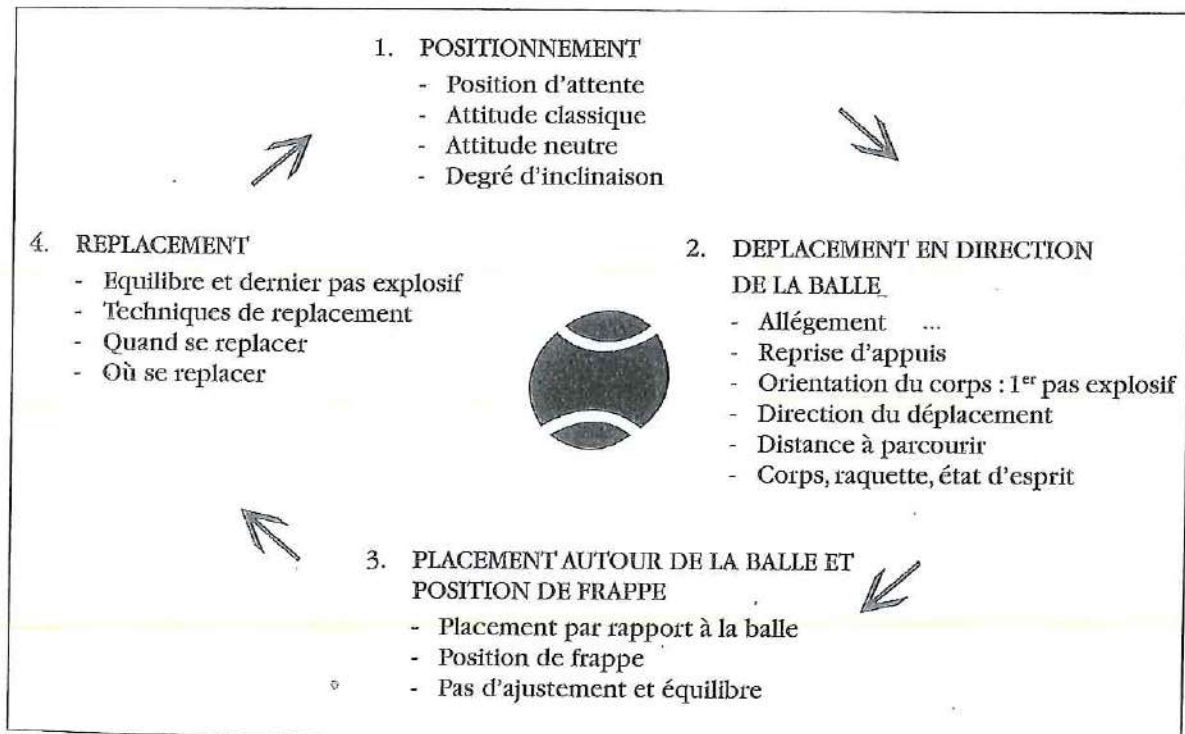 1. POSITIONNEMENT
- Position d'attente
- Attitude classique
- Attitude neutre
- Degré d'inclinaison
2. DEPLACEMENT EN DIRECTION
DE LA BALLE
- Allégement ...
- Reprise d'appuis
- Orientation du corps : 1er pas explosif
- Direction du déplacement
- Distance à parcourir
- Corps, raquette, état d'esprit
3. PLACEMENT AUTOUR DE LA BALLE ET
POSITION DE FRAPPE
- Placement par rapport à la balle
- Position de frappe
- Pas d'ajustement et équilibre
4. REPLACEMENT
- Equilibre et dernier pas explosif
- Techniques de replacement
- Quand se replacer
- Où se replacer